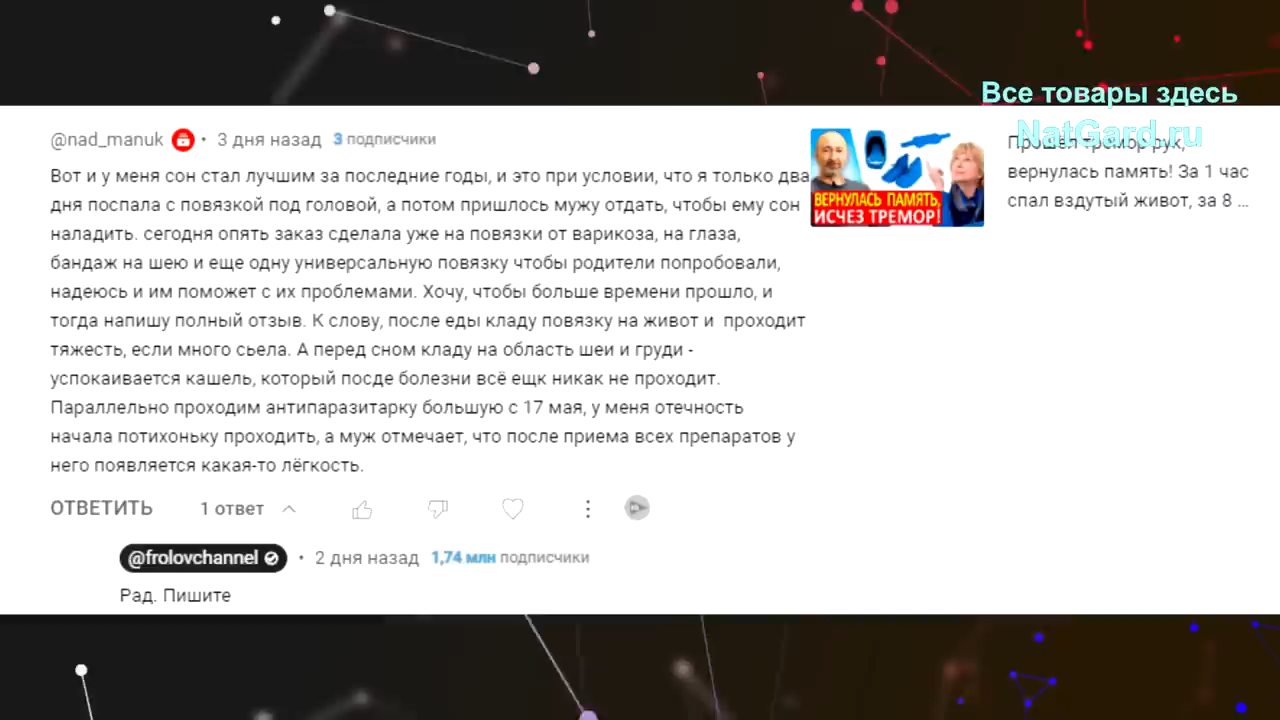 Все товары здесь
NatGard.ru
@nad_manuk • 3 дня назад 3 подписчики
Вот и у меня сон стал лучшим за последние годы, и это при условии, что я только два
дня поспала с повязкой под головой, а потом пришлось мужу отдать, чтобы ему сон
наладить. сегодня опять заказ сделала уже на повязки от варикоза, на глаза,
бандаж на шею и еще одну универсальную повязку чтобы родители попробовали,
надеюсь и им поможет с их проблемами. Хочу, чтобы больше времени прошло, и
тогда напишу полный отзыв. К слову, после еды кладу повязку на живот и проходит
тяжесть, если много сьела. А перед сном кладу на область шеи и груди -
успокаивается кашель, который посде болезни всё ещк никак не проходит.
Параллельно проходим антипаразитарку большую с 17 мая, у меня отечность
начала потихоньку проходить, а муж отмечает, что после приема всех препаратов у
него появляется какая-то лёгкость.
ОТВЕТИТЬ 1 ответ
@frolovchannel • 2 дня назад 1,74 млн подписчики
Рад. Пишите
ВЕРНУЛАСЬ ПАМЯТЬ,
ИСЧЕЗ ТРЕМОР!
Прошел тремор рук,
вернулась память! За 1 час
спал вздутый живот, за 8 ...